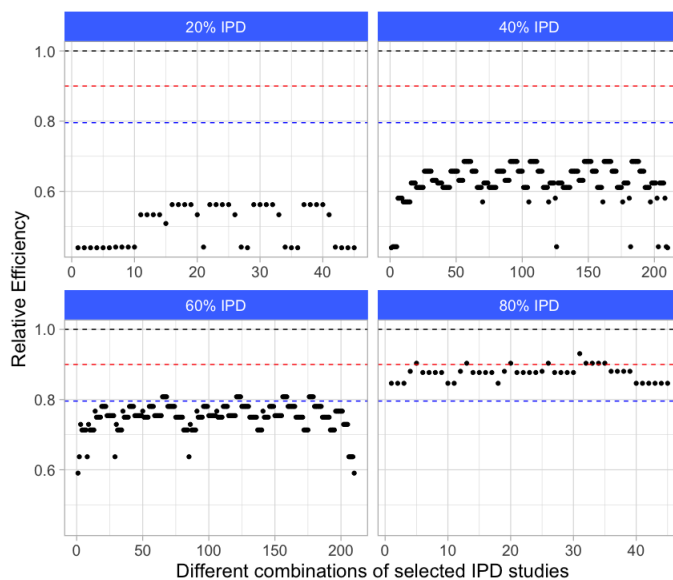 20% IPD
40% IPD
1.0
0.8
0.6
0 10 20 30 40
0 50 100 150 200
60% IPD
80% IPD
1.0
0.8
0.6
0 50 100 150 200
0 10 20 30 40
Relative Efficiency
Different combinations of selected IPD studies